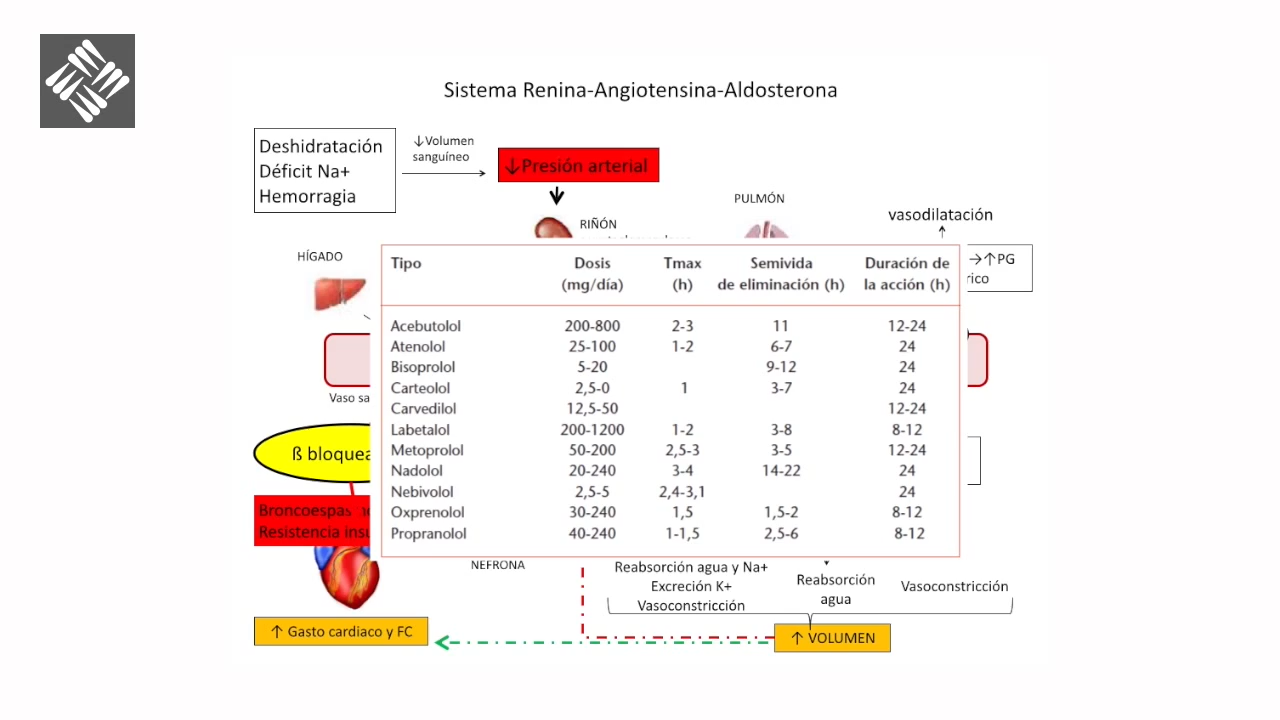 Sistema Renina-Angiotensina-Aldosterona
Deshidratación
Déficit Na+
Hemorragia
↓Volumen
sanguíneo
↓Presión arterial
RIÑÓN
PULMÓN
vasodilatación
HÍGADO
→↑PG
Vaso
ß
Tipo Dosis Tmax Semivida Duración de
(mg/día) (h) de eliminación (h) la acción (h)
Acebutolol 200-800 2-3 11 12-24
Atenolol 25-100 1-2 6-7 24
Bisoprolol 5-20 9-12 24
Carteolol 2,5-0 1 3-7 24
Carvedilol 12,5-50 12-24
Labetalol 200-1200 1-2 3-8 8-12
Metoprolol 50-200 2,5-3 3-5 12-24
Nadolol 20-240 3-4 14-22 24
Nebivolol 2,5-5 2,4-3,1 24
Oxprenolol 30-240 1,5 1,5-2 8-12
Propranolol 40-240 1-1,5 2,5-6 8-12
Resistencia
NEFRONA
Reabsorción agua y Na+
Excreción K+
Vasoconstricción
Reabsorción
agua
Vasoconstricción
↑ Gasto cardiaco y FC
↑ VOLUMEN